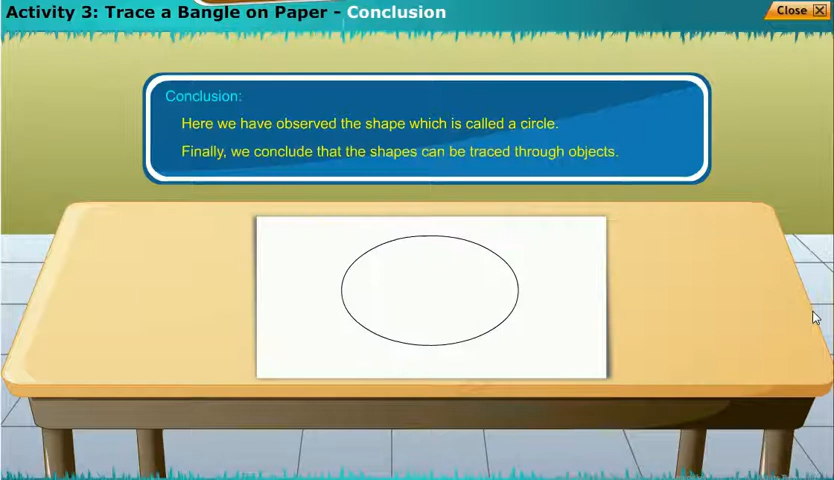 Activity 3: Trace a Bangle on Paper - Conclusion
Close
Conclusion:
Here we have observed the shape which is called a circle.
Finally, we conclude that the shapes can be traced through objects.